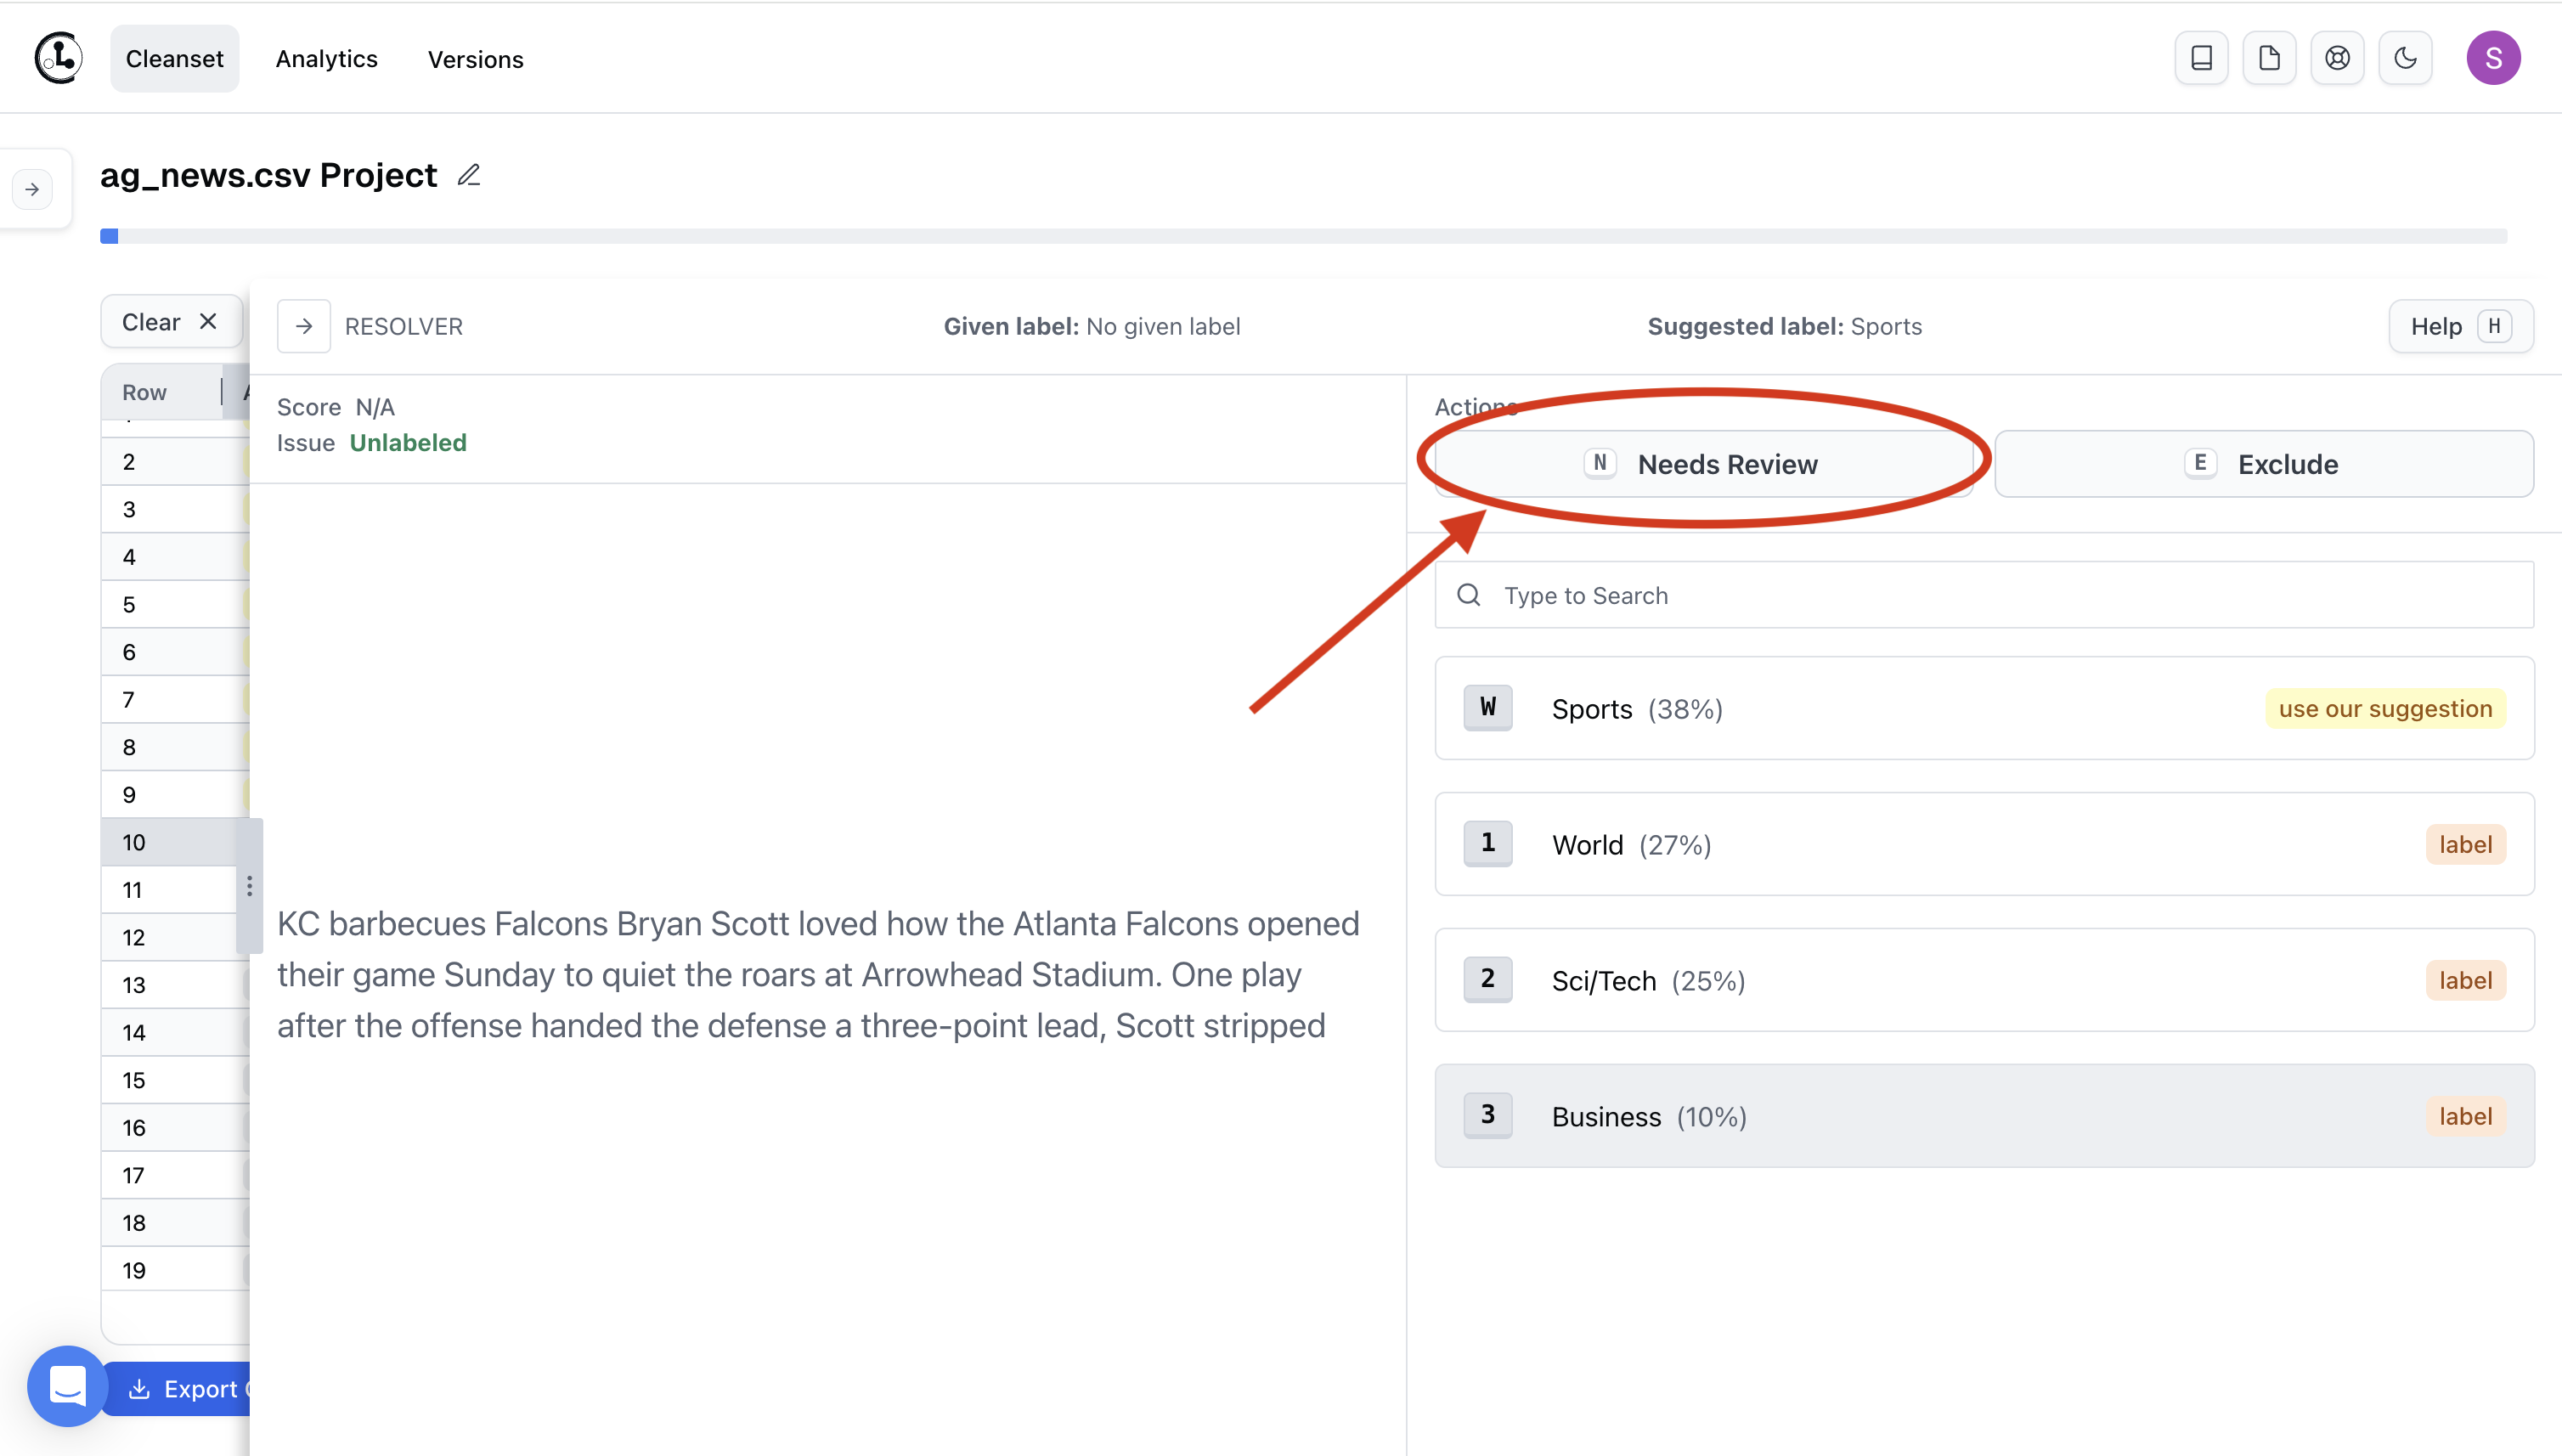 Cleanset Analytics Versions S
ag_news.csv Project
Clear
RESOLVER Given label: No given label Suggested label: Sports Help H
Row
Score N/A
Issue Unlabeled
Actions
N Needs Review E Exclude
Type to Search
W Sports (38%) use our suggestion
1 World (27%) label
2 Sci/Tech (25%) label
3 Business (10%) label
2
3
4
5
6
7
8
9
10
11
12
13
14
15
16
17
18
19
KC barbecues Falcons Bryan Scott loved how the Atlanta Falcons opened
their game Sunday to quiet the roars at Arrowhead Stadium. One play
after the offense handed the defense a three-point lead, Scott stripped
Export